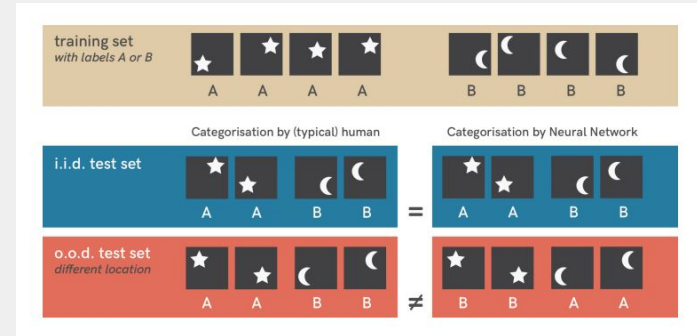 training set
with labels A or B
A A A A B B B B
Categorisation by (typical) human
Categorisation by Neural Network
i.i.d. test set
A A B B = A A B B
o.o.d. test set
different location
A A B B ≠ B B A A